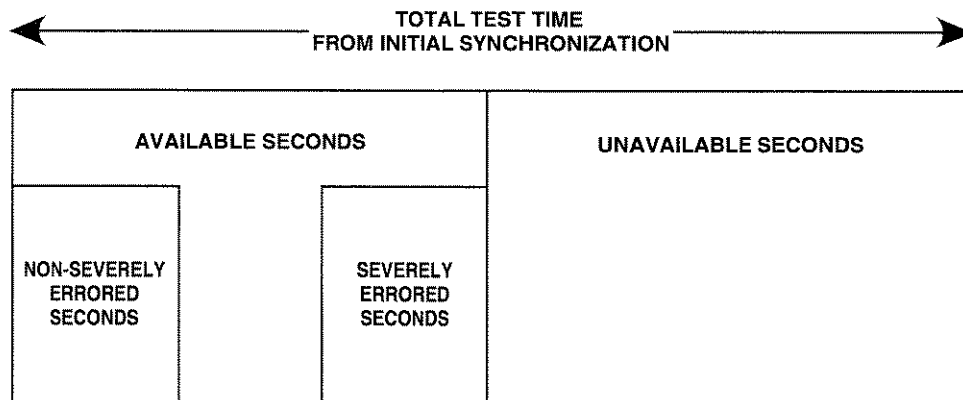 TOTAL TEST TIME
FROM INITIAL SYNCHRONIZATION
AVAILABLE SECONDS
UNAVAILABLE SECONDS
NON-SEVERELY
ERRORED
SECONDS
SEVERELY
ERRORED
SECONDS